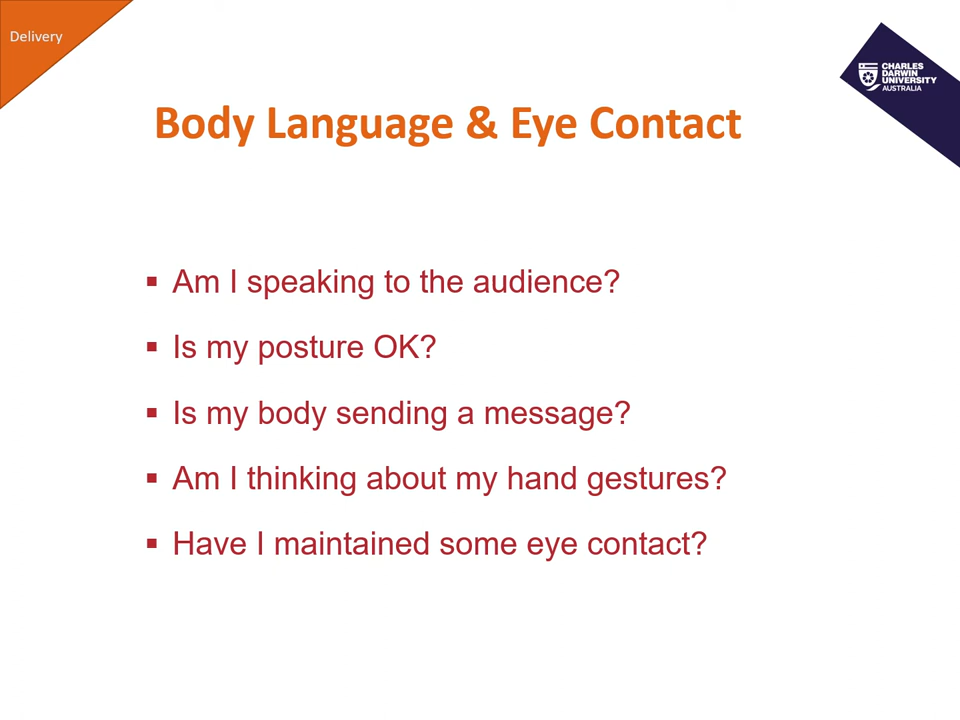 Delivery
CHARLES
DARWIN
UNIVERSITY
AUSTRALIA
Body Language & Eye Contact
▪ Am I speaking to the audience?
▪ Is my posture OK?
▪ Is my body sending a message?
▪ Am I thinking about my hand gestures?
▪ Have I maintained some eye contact?